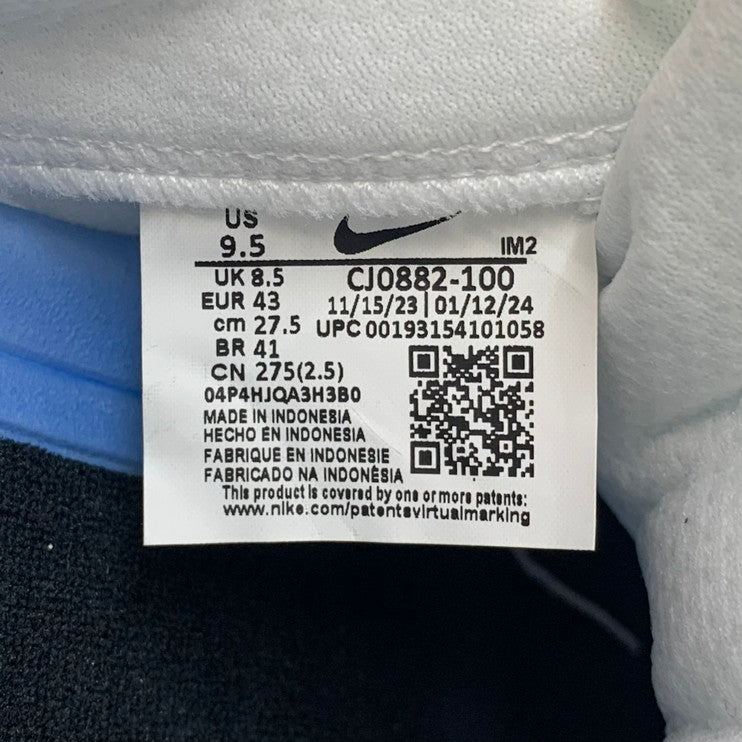 US
9.5 IM2
UK 8.5 CJ0882-100
EUR 43 11/15/23 | 01/12/24
cm 27.5 UPC 00193154101058
BR 41
CN 275(2.5)
04P4HJQA3H3B0
MADE IN INDONESIA
HECHO EN INDONESIA
FABRIQUE EN INDONESIE
FABRICADO NA INDONÉSIA
This product is covered by one or more patents:
www.nike.com/patentsvirtualmarking